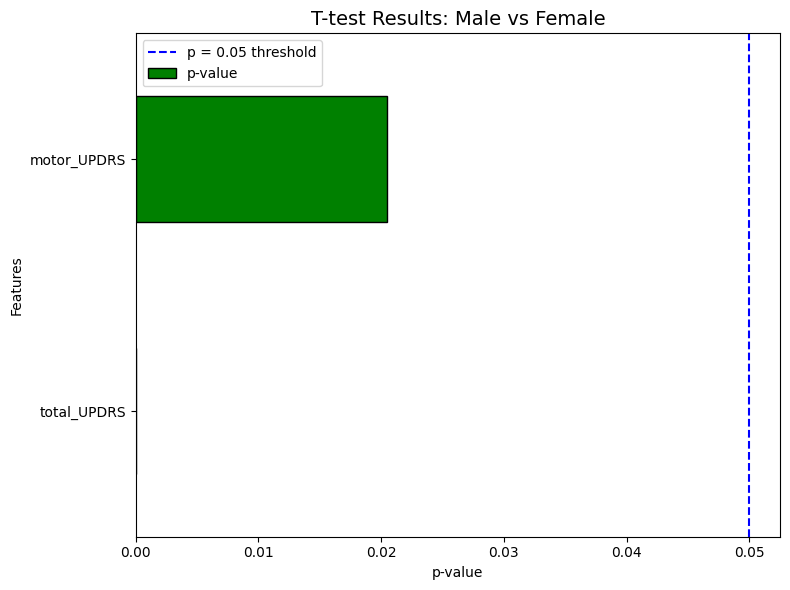 T-test Results: Male vs Female
p = 0.05 threshold
p-value
motor_UPDRS
total_UPDRS
Features
0.00 0.01 0.02 0.03 0.04 0.05
p-value